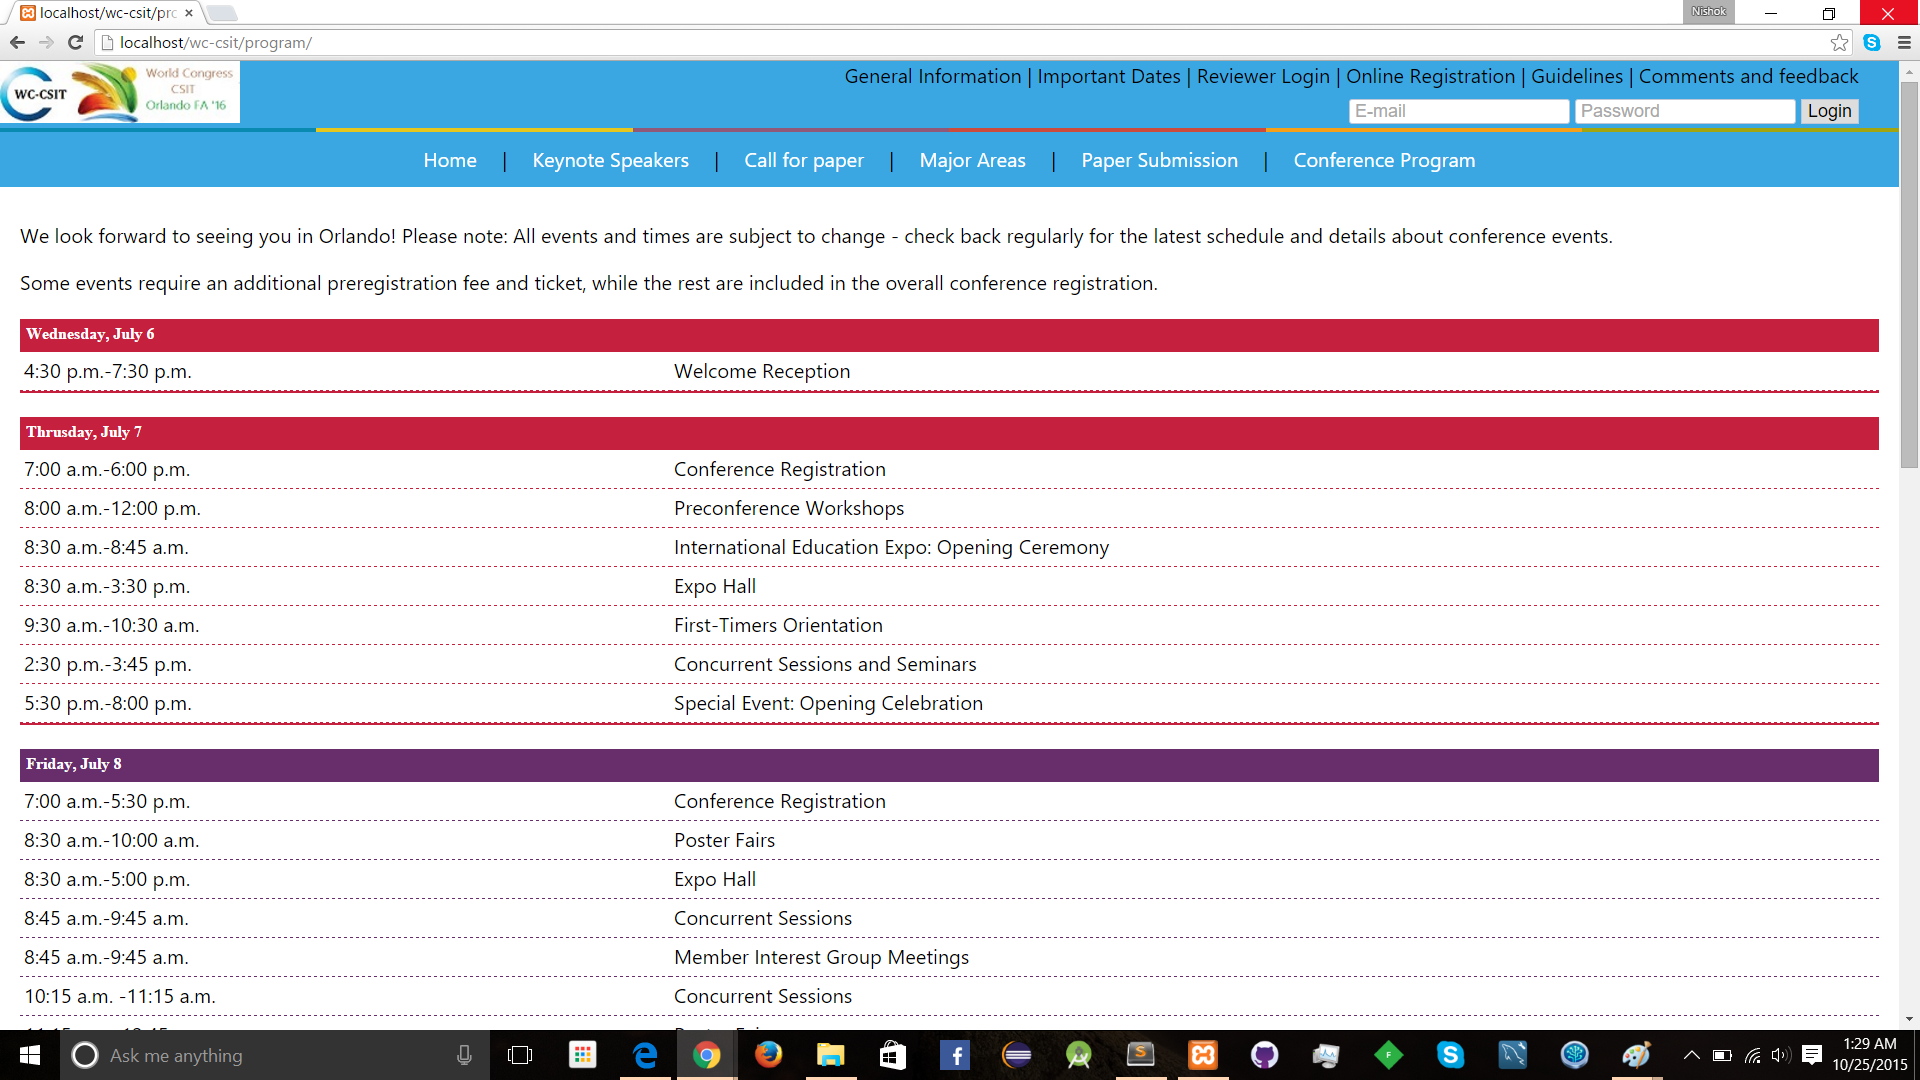 localhost/wc-csit/pro
Nishok
localhost/wc-csit/program/
WC-CSIT
World Congress
CSIT
Orlando FA '16
General Information | Important Dates | Reviewer Login | Online Registration | Guidelines | Comments and feedback
E-mail Password Login
Home | Keynote Speakers | Call for paper | Major Areas | Paper Submission | Conference Program
We look forward to seeing you in Orlando! Please note: All events and times are subject to change - check back regularly for the latest schedule and details about conference events.
Some events require an additional preregistration fee and ticket, while the rest are included in the overall conference registration.
Wednesday, July 6
4:30 p.m.-7:30 p.m. Welcome Reception
Thrusday, July 7
7:00 a.m.-6:00 p.m. Conference Registration
8:00 a.m.-12:00 p.m. Preconference Workshops
8:30 a.m.-8:45 a.m. International Education Expo: Opening Ceremony
8:30 a.m.-3:30 p.m. Expo Hall
9:30 a.m.-10:30 a.m. First-Timers Orientation
2:30 p.m.-3:45 p.m. Concurrent Sessions and Seminars
5:30 p.m.-8:00 p.m. Special Event: Opening Celebration
Friday, July 8
7:00 a.m.-5:30 p.m. Conference Registration
8:30 a.m.-10:00 a.m. Poster Fairs
8:30 a.m.-5:00 p.m. Expo Hall
8:45 a.m.-9:45 a.m. Concurrent Sessions
8:45 a.m.-9:45 a.m. Member Interest Group Meetings
10:15 a.m. -11:15 a.m. Concurrent Sessions
Ask me anything
1:29 AM
10/25/2015